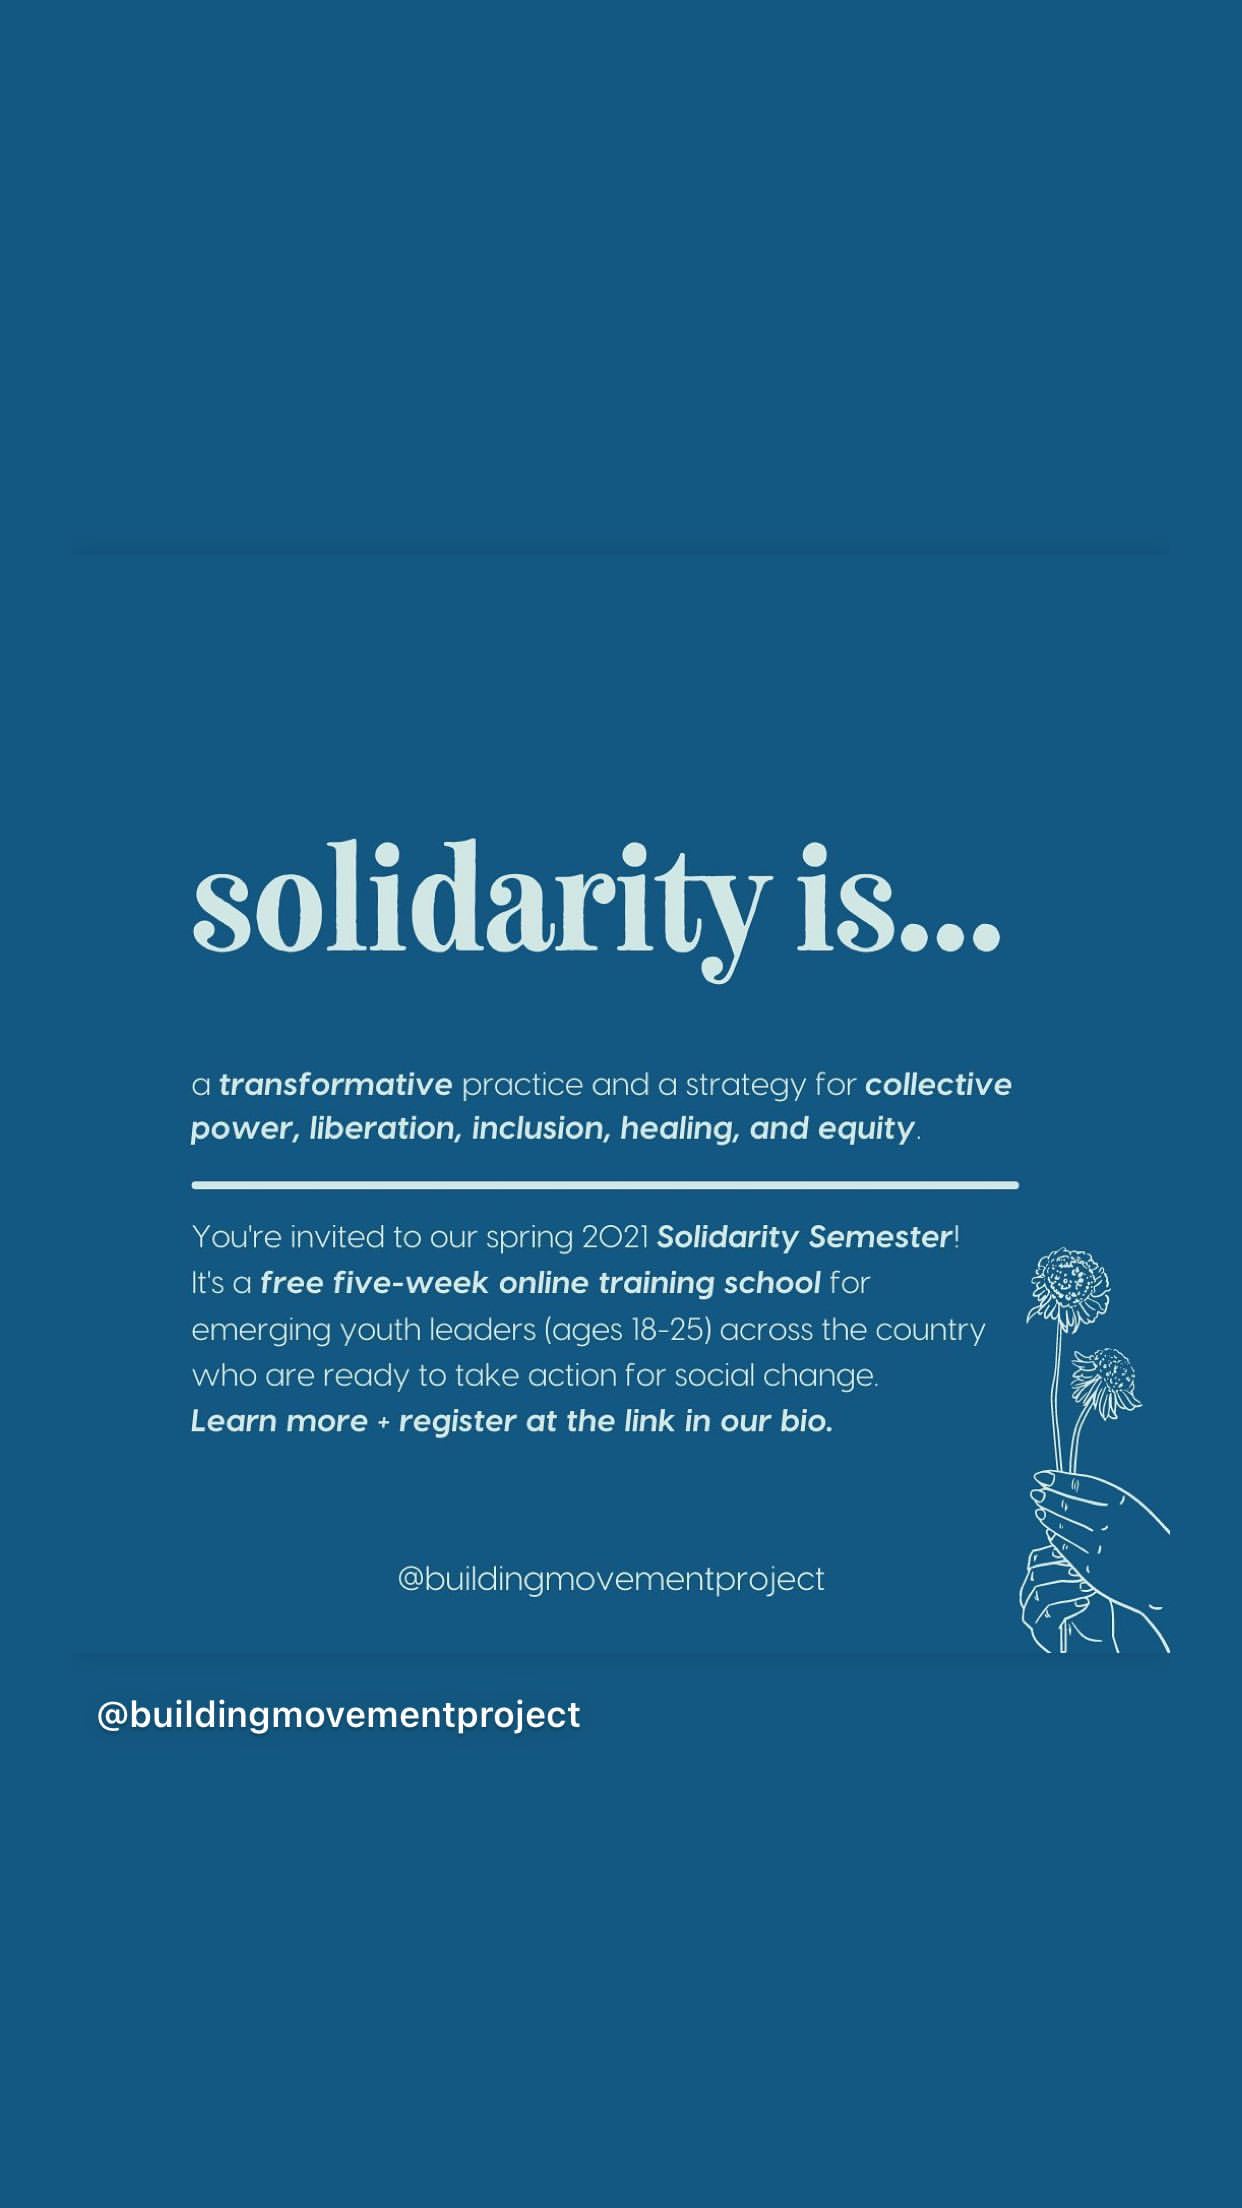 solidarity is...
a transformative practice and a strategy for collective
power, liberation, inclusion, healing, and equity.
You're invited to our spring 2021 Solidarity Semester!
It's a free five-week online training school for
emerging youth leaders (ages 18-25) across the country
who are ready to take action for social change.
Learn more + register at the link in our bio.
@buildingmovementproject
@buildingmovementproject